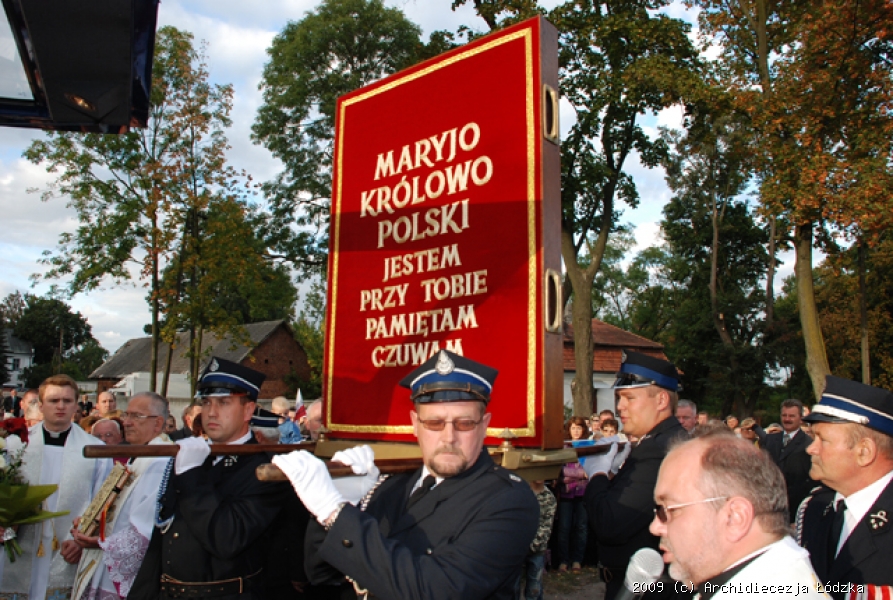 MARYJO
KRÓLOWO
POLSKI
JESTEM
PRZY TOBIE
PAMIĘTAM
CZUWAM
2009 (c) Archidiecezja Łódzka